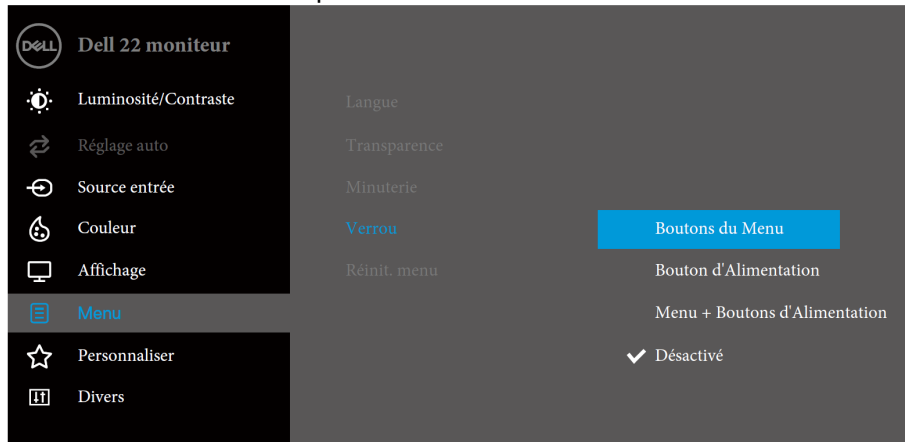 DELL
Dell 22 moniteur
Luminosité/Contraste
Réglage auto
Source entrée
Couleur
Affichage
Menu
Personnaliser
Divers
Langue
Transparence
Minuterie
Verrou
Réinit. menu
Boutons du Menu
Bouton d'Alimentation
Menu + Boutons d'Alimentation
Désactivé